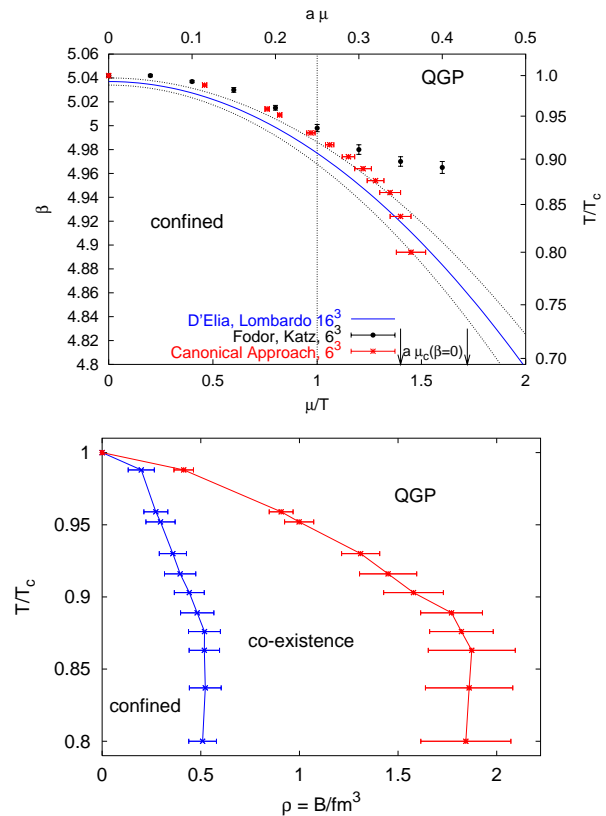 a μ
0 0.1 0.2 0.3 0.4 0.5
5.06
5.04
5.02
5
4.98
4.96
4.94
4.92
4.9
4.88
4.86
4.84
4.82
4.8
β
QGP
confined
1.0
0.95
0.90
0.85
0.80
0.75
0.70
T/Tc
D'Elia, Lombardo 16³
Fodor, Katz, 6³
Canonical Approach, 6³
a μc(β=0)
0 0.5 1 1.5 2
μ/T
1
0.95
0.9
0.85
0.8
T/Tc
QGP
co-existence
confined
0 0.5 1 1.5 2
ρ = B/fm³